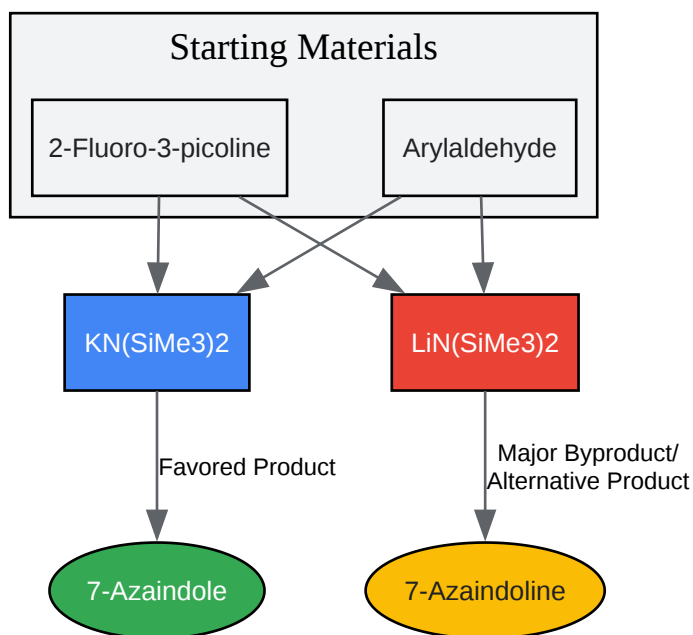 Starting Materials
2-Fluoro-3-picoline
Arylaldehyde
KN(SiMe3)2
LiN(SiMe3)2
Favored Product
Major Byproduct/
Alternative Product
7-Azaindole
7-Azaindoline